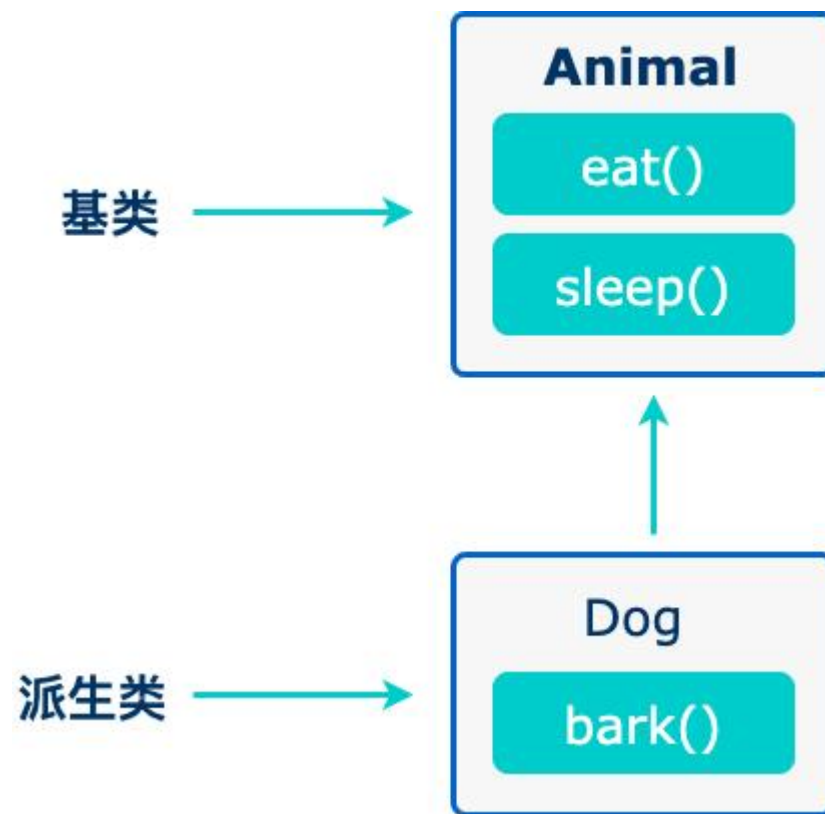 Animal
eat()
基类
sleep()
Dog
派生类
bark()